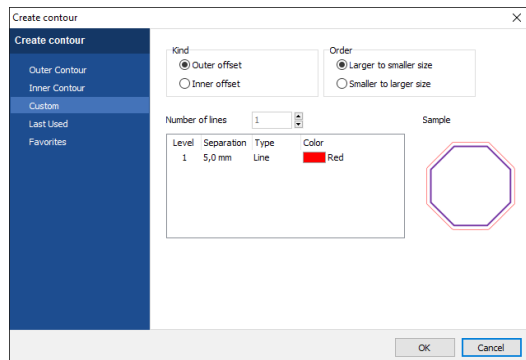 Create contour
Create contour
Outer Contour
Inner Contour
Custom
Last Used
Favorites
Kind
Outer offset
Inner offset
Order
Larger to smaller size
Smaller to larger size
Number of lines 1
Sample
Level Separation Type Color
1 5,0 mm Line Red
OK Cancel